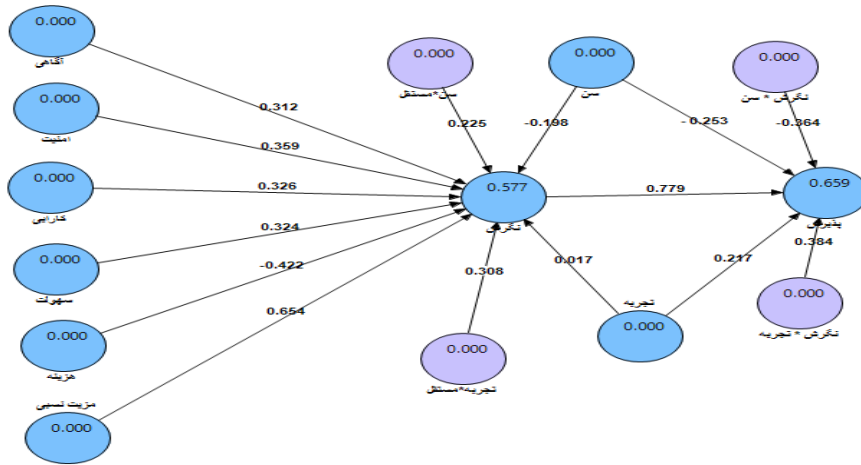 0.000
آگاهی
0.000
امنیت
0.000
کارایی
0.000
سهولت
0.000
هزینه
مزیت نسبی
0.000
0.312
0.359
0.326
0.324
-0.422
0.654
0.000
سن*مستقل
0.225
0.000
سن
-0.198
-0.253
0.000
نگرش * سن
-0.364
0.577
نگرش
0.779
0.659
پذیرش
0.308
0.017
0.217
0.384
0.000
تجربه*مستقل
تجربه
0.000
0.000
نگرش * تجربه